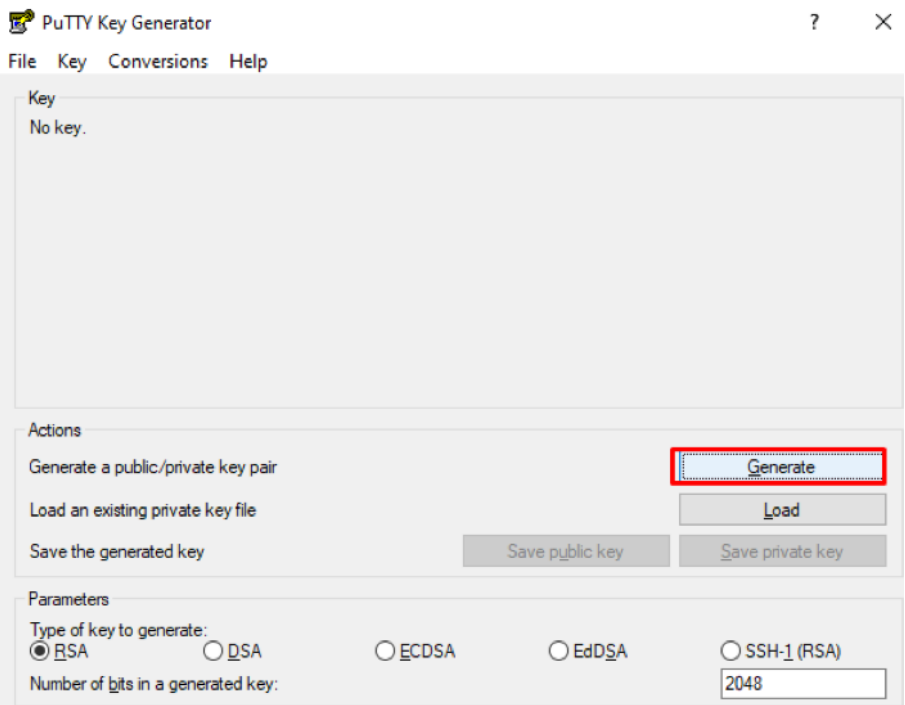 PuTTY Key Generator ?
File Key Conversions Help
Key
No key.
Actions
Generate a public/private key pair Generate
Load an existing private key file Load
Save the generated key Save public key Save private key
Parameters
Type of key to generate:
RSA DSA ECDSA EdDSA SSH-1 (RSA)
Number of bits in a generated key: 2048